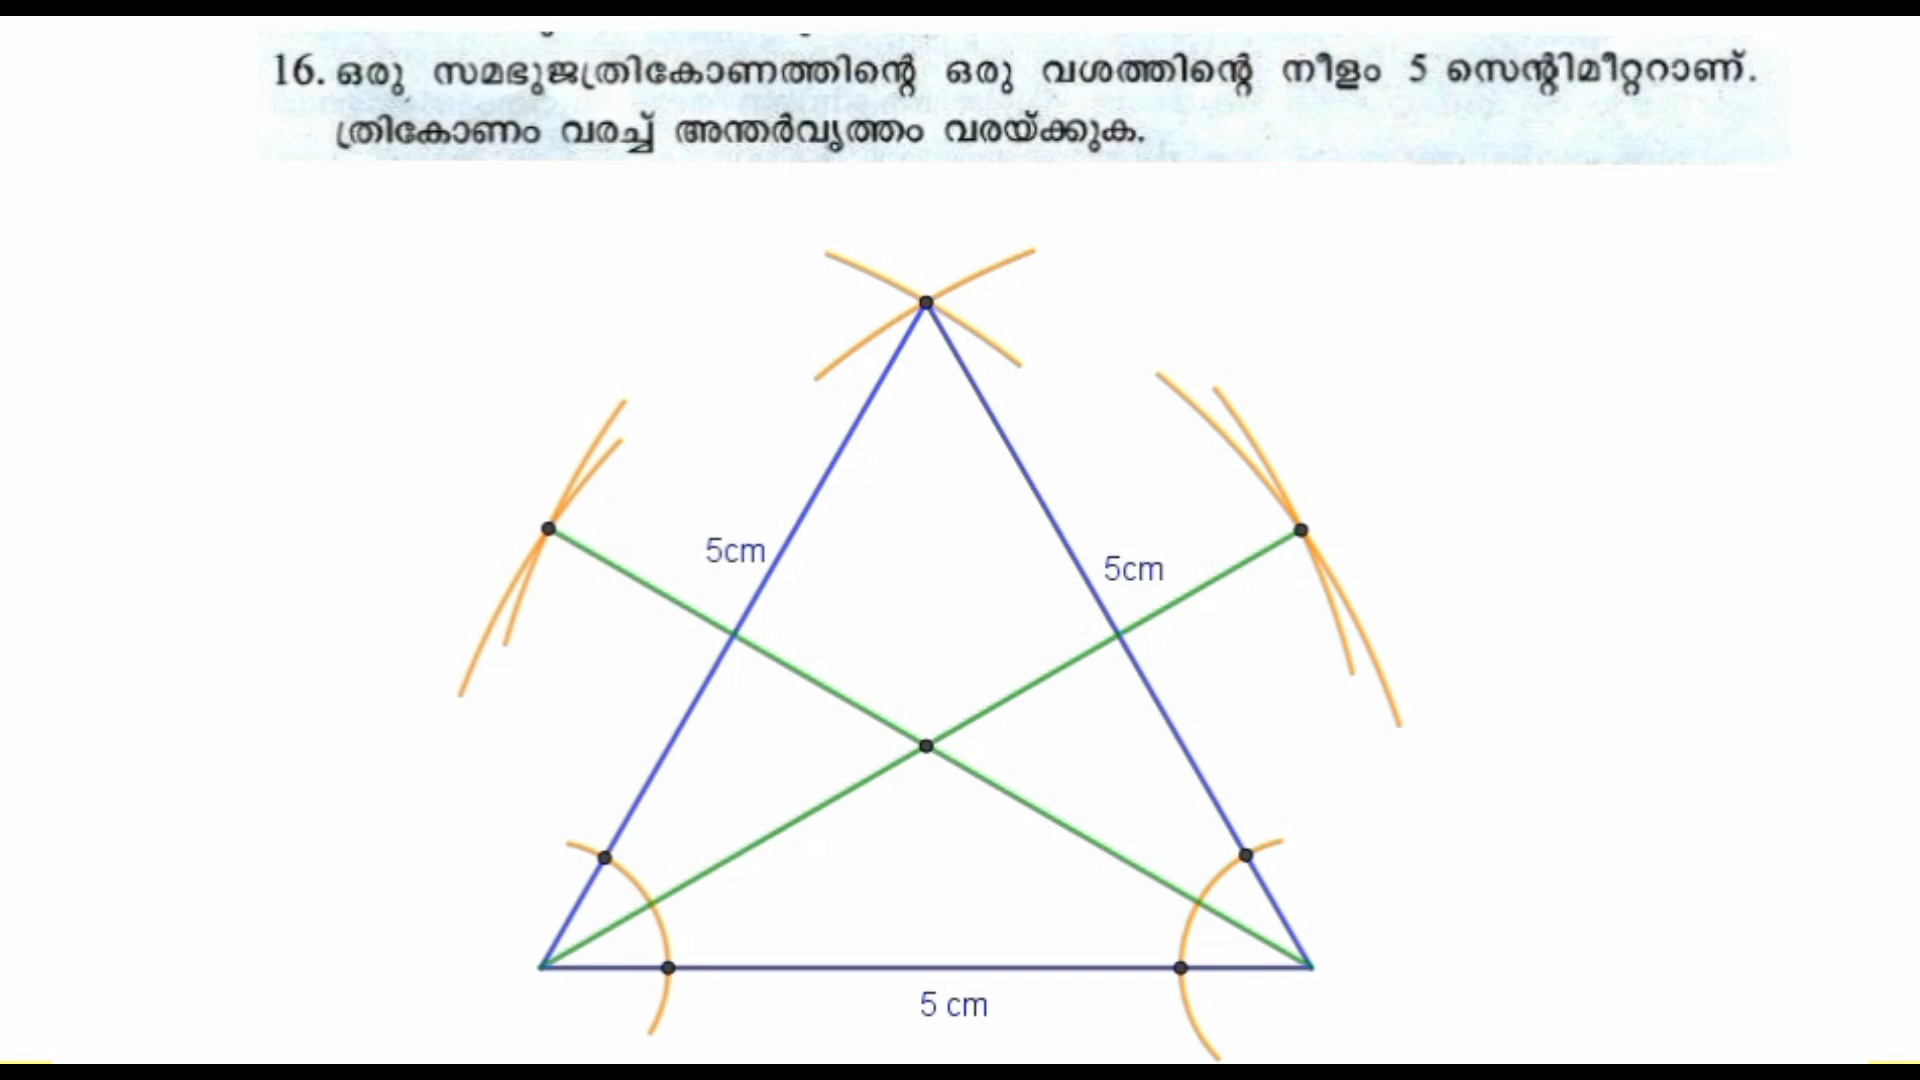 16. ഒരു സമഭുജത്രികോണത്തിന്റെ ഒരു വശത്തിന്റെ നീളം 5 സെന്റിമീറ്ററാണ്.
ത്രികോണം വരച്ച് അന്തർവൃത്തം വരയ്ക്കുക.
5cm
5cm
5 cm